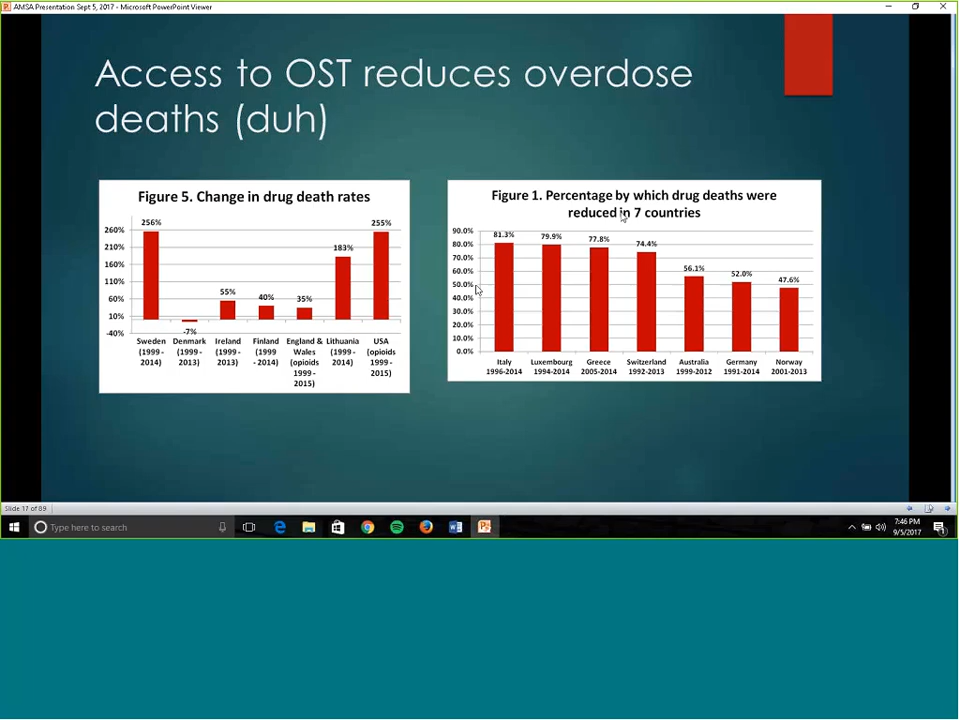 AMSA Presentation Sept 5, 2017 - Microsoft PowerPoint Viewer
Access to OST reduces overdose
deaths (duh)
Figure 5. Change in drug death rates
260%
210%
160%
110%
60%
10%
-40%
256%
-7%
55%
40%
35%
183%
255%
Sweden
(1999-
2014)
Denmark
(1999-
2013)
Ireland
(1999-
2013)
Finland
(1999
-2014)
England &
Wales
(opioids
1999-
2015)
Lithuania
(1999-
2014)
USA
(opioids
1999-
2015)
Figure 1. Percentage by which drug deaths were
reduced in 7 countries
90.0%
80.0%
70.0%
60.0%
50.0%
40.0%
30.0%
20.0%
10.0%
0.0%
81.3%
79.9%
77.8%
74.4%
56.1%
52.0%
47.6%
Italy
1996-2014
Luxembourg
1994-2014
Greece
2005-2014
Switzerland
1992-2013
Australia
1999-2012
Germany
1991-2014
Norway
2001-2013
Slide 17 of 89
Type here to search
7:46 PM
9/5/2017